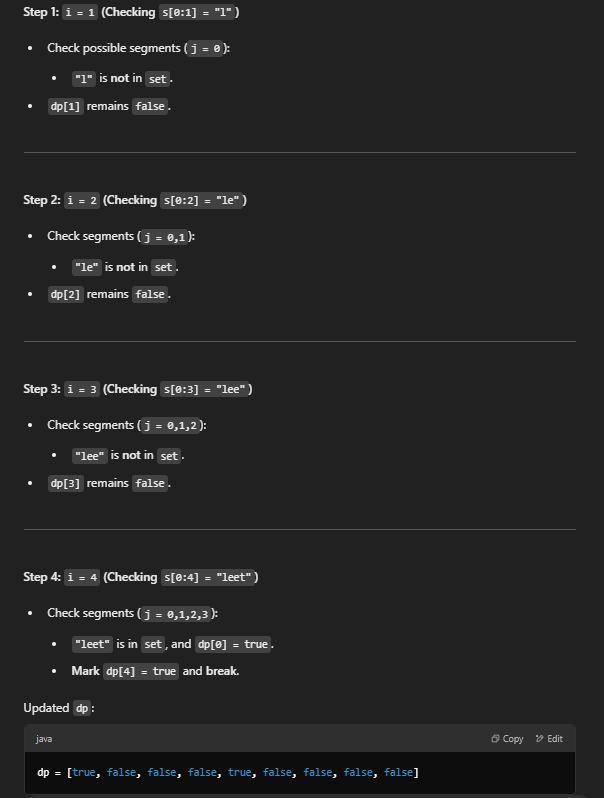 Step 1: i = 1 (Checking s[0:1] = "l")
Check possible segments (j = 0):
"l" is not in set.
dp[1] remains false.
Step 2: i = 2 (Checking s[0:2] = "le")
Check segments (j = 0,1):
"le" is not in set.
dp[2] remains false.
Step 3: i = 3 (Checking s[0:3] = "lee")
Check segments (j = 0,1,2):
"lee" is not in set.
dp[3] remains false.
Step 4: i = 4 (Checking s[0:4] = "leet")
Check segments (j = 0,1,2,3):
"leet" is in set, and dp[0] = true.
Mark dp[4] = true and break.
Updated dp:
java Copy Edit
dp = [true, false, false, false, true, false, false, false, false]